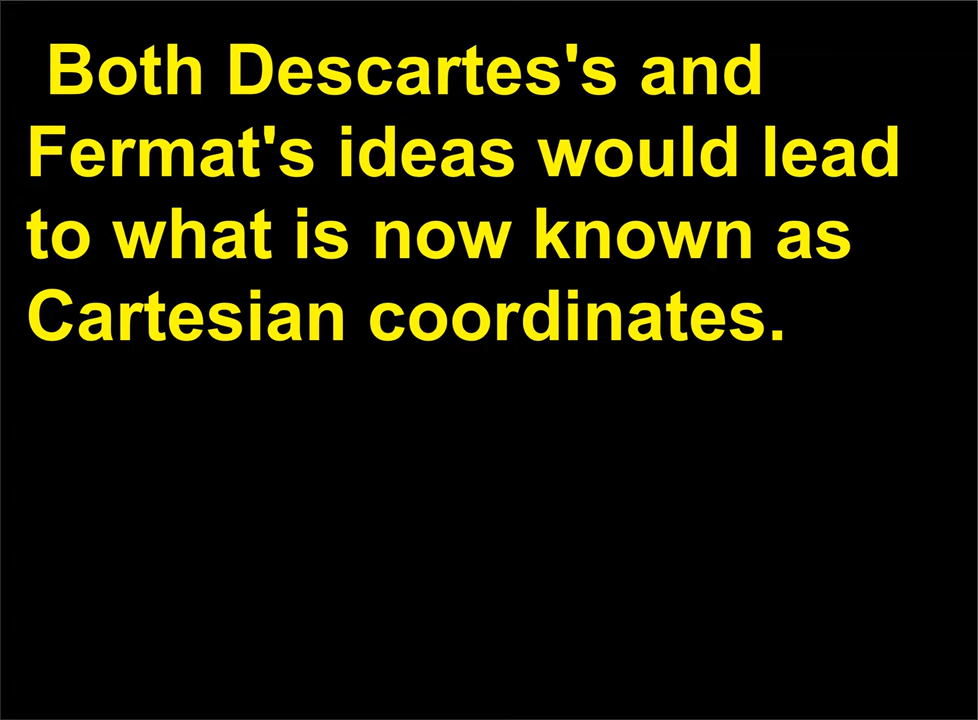 Both Descartes's and
Fermat's ideas would lead
to what is now known as
Cartesian coordinates.